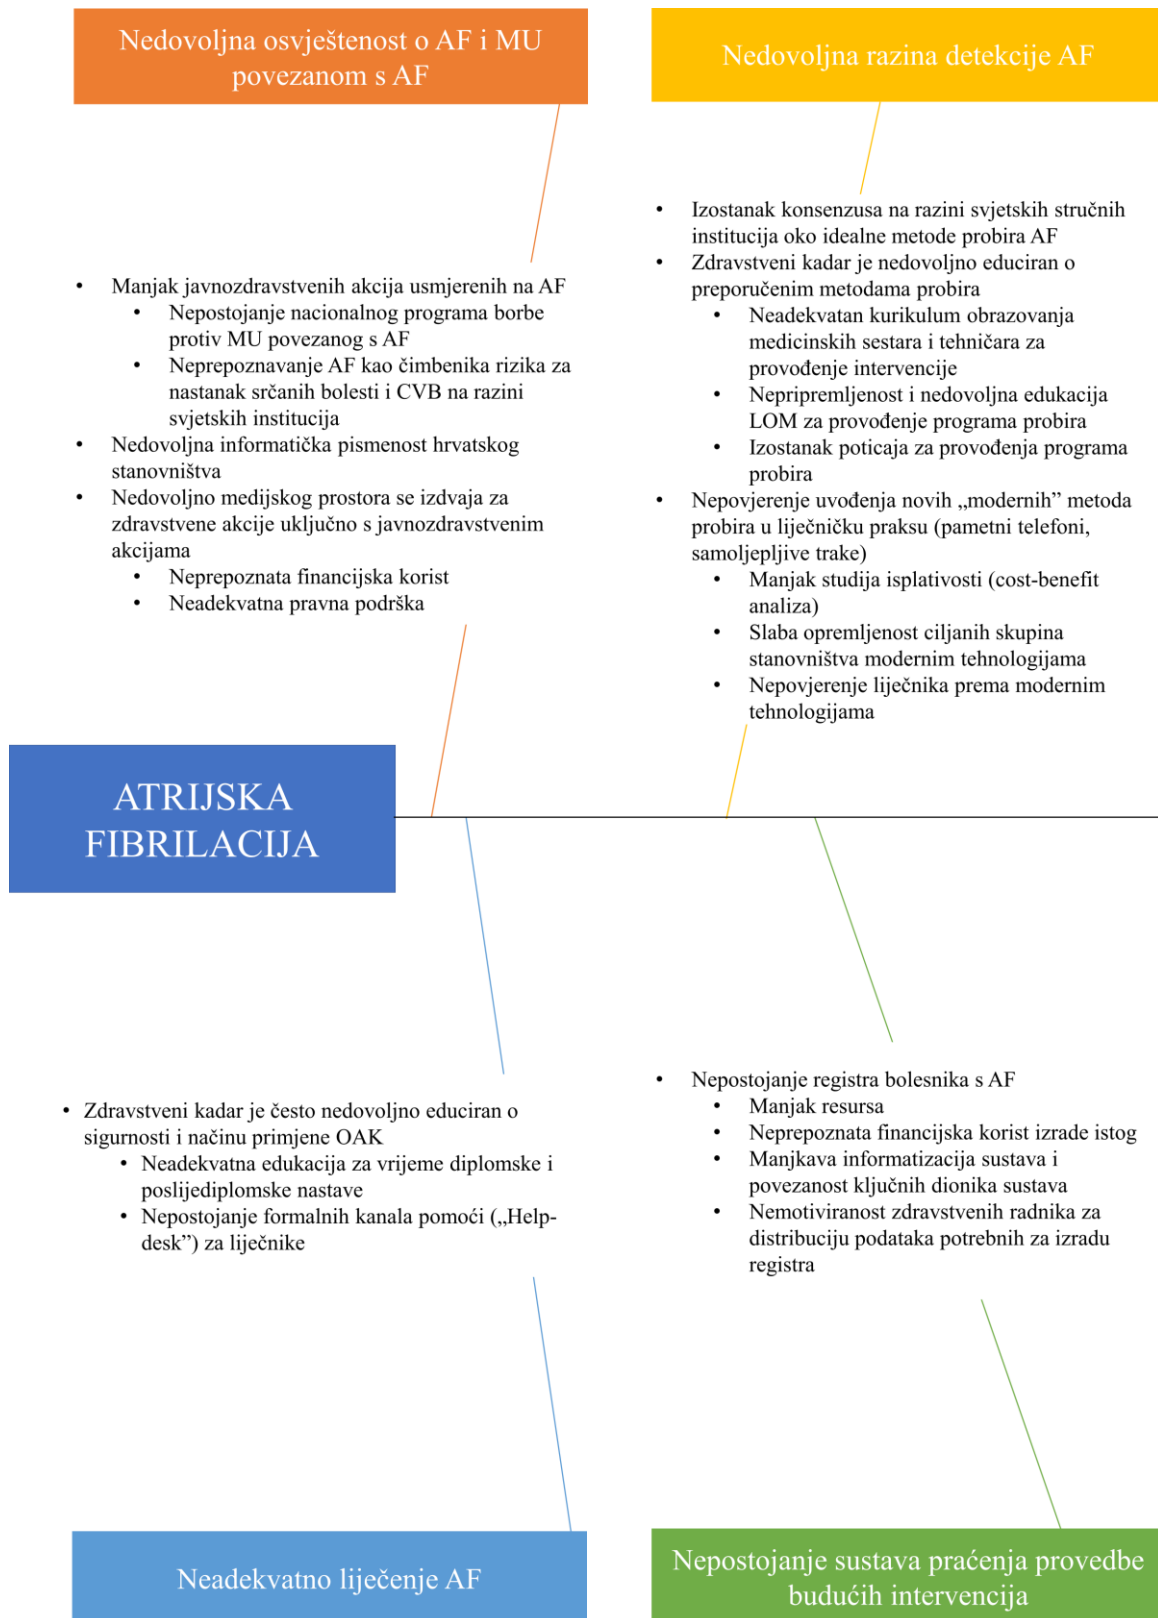 Nedovoljna osvještenost o AF i MU
povezanom s AF
• Manjak javnozdravstvenih akcija usmjerenih na AF
• Nepostojanje nacionalnog programa borbe
protiv MU povezanog s AF
• Neprepoznavanje AF kao čimbenika rizika za
nastanak srčanih bolesti i CVB na razini
svjetskih institucija
• Nedovoljna informatička pismenost hrvatskog
stanovništva
• Nedovoljno medijskog prostora se izdvaja za
zdravstvene akcije uključno s javnozdravstvenim
akcijama
• Neprepoznata financijska korist
• Neadekvatna pravna podrška
Nedovoljna razina detekcije AF
• Izostanak konsenzusa na razini svjetskih stručnih
institucija oko idealne metode probira AF
• Zdravstveni kadar je nedovoljno educiran o
preporučenim metodama probira
• Neadekvatan kurikulum obrazovanja
medicinskih sestara i tehničara za
provođenje intervencije
• Nepripremljenost i nedovoljna edukacija
LOM za provođenje programa probira
• Izostanak poticaja za provođenja programa
probira
• Nepovjerenje uvođenja novih „modernih” metoda
probira u liječničku praksu (pametni telefoni,
samoljepljive trake)
• Manjak studija isplativosti (cost-benefit
analiza)
• Slaba opremljenost ciljanih skupina
stanovništva modernim tehnologijama
• Nepovjerenje liječnika prema modernim
tehnologijama
ATRIJSKA
FIBRILACIJA
• Zdravstveni kadar je često nedovoljno educiran o
sigurnosti i načinu primjene OAK
• Neadekvatna edukacija za vrijeme diplomske i
poslijediplomske nastave
• Nepostojanje formalnih kanala pomoći („Help-
desk”) za liječnike
Neadekvatno liječenje AF
• Nepostojanje registra bolesnika s AF
• Manjak resursa
• Neprepoznata financijska korist izrade istog
• Manjkava informatizacija sustava i
povezanost ključnih dionika sustava
• Nemotiviranost zdravstvenih radnika za
distribuciju podataka potrebnih za izradu
registra
Nepostojanje sustava praćenja provedbe
budućih intervencija